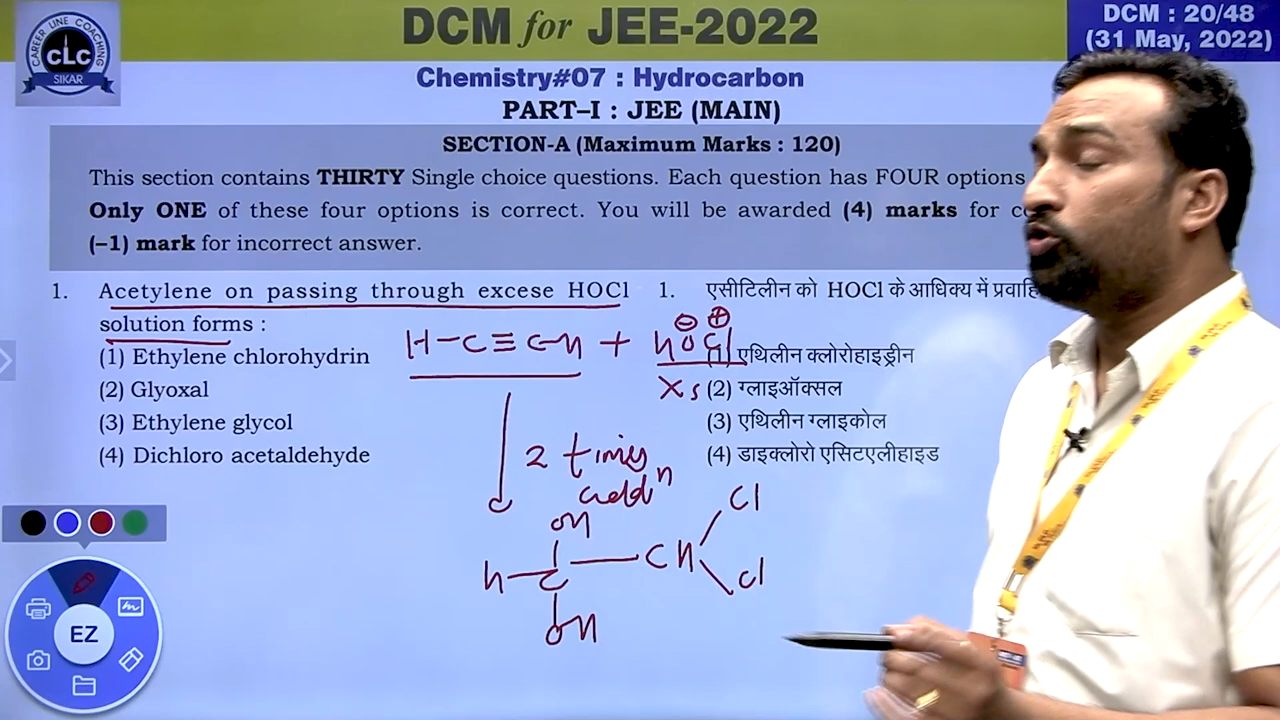 CAREER LINE COACHING
CLC
SIKAR
DCM for JEE-2022
DCM : 20/48
(31 May, 2022)
Chemistry#07 : Hydrocarbon
PART–I : JEE (MAIN)
SECTION-A (Maximum Marks : 120)
This section contains THIRTY Single choice questions. Each question has FOUR options
Only ONE of these four options is correct. You will be awarded (4) marks for
(–1) mark for incorrect answer.
1. Acetylene on passing through excese HOCl
solution forms :
(1) Ethylene chlorohydrin
(2) Glyoxal
(3) Ethylene glycol
(4) Dichloro acetaldehyde
1. एसीटिलीन को HOCl के आधिक्य में
(1) एथिलीन क्लोरोहाइड्रीन
(2) ग्लाइऑक्सल
(3) एथिलीन ग्लाइकोल
(4) डाइक्लोरो एसिटएलीहाइड
⊖ ⊕
H–C≡C–H + HOCl
Xs
2 times
addⁿ
OH
H–C–CH
Cl
Cl
OH
EZ